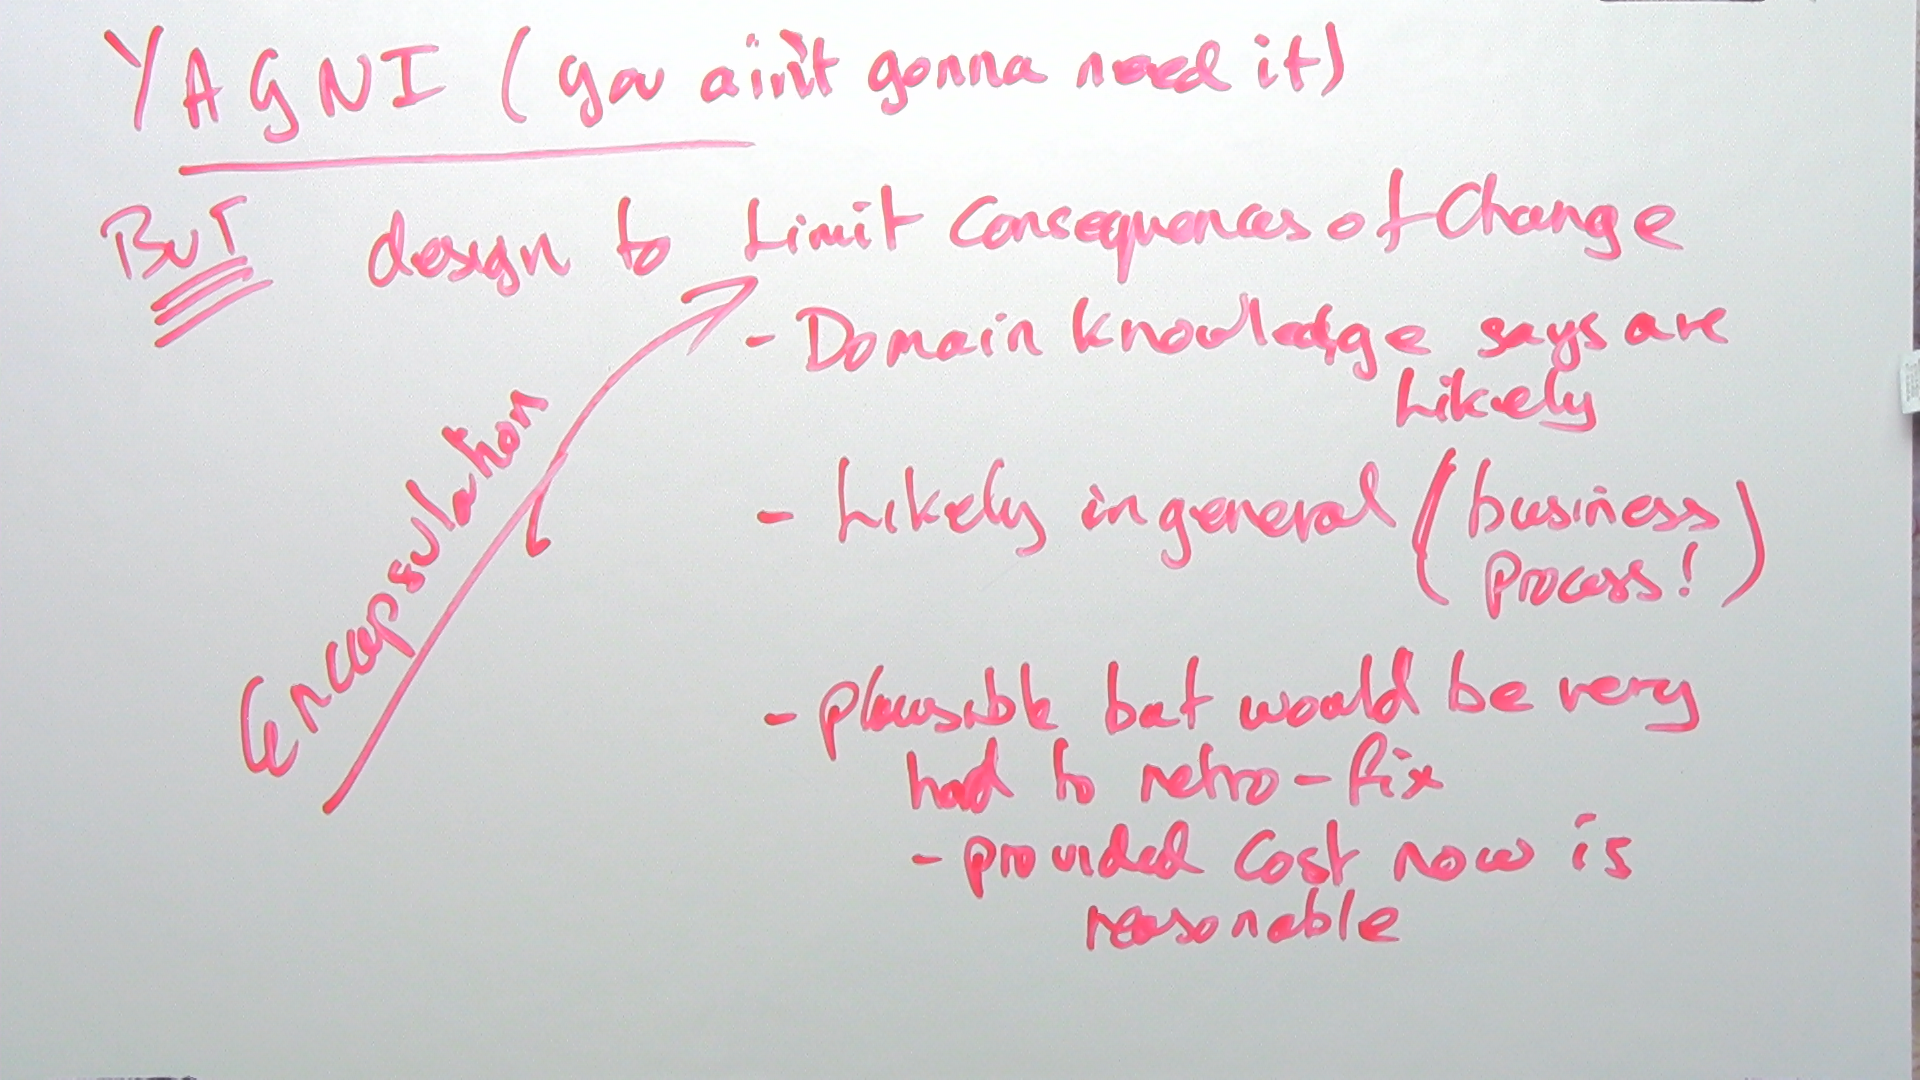 YAGNI (you ain't gonna need it)
BUT design to Limit Consequences of Change
- Domain knowledge says are
Likely
- Likely in general (business
process!)
- plausible but would be very
hard to retro-fix
- provided cost now is
reasonable
Encapsulation